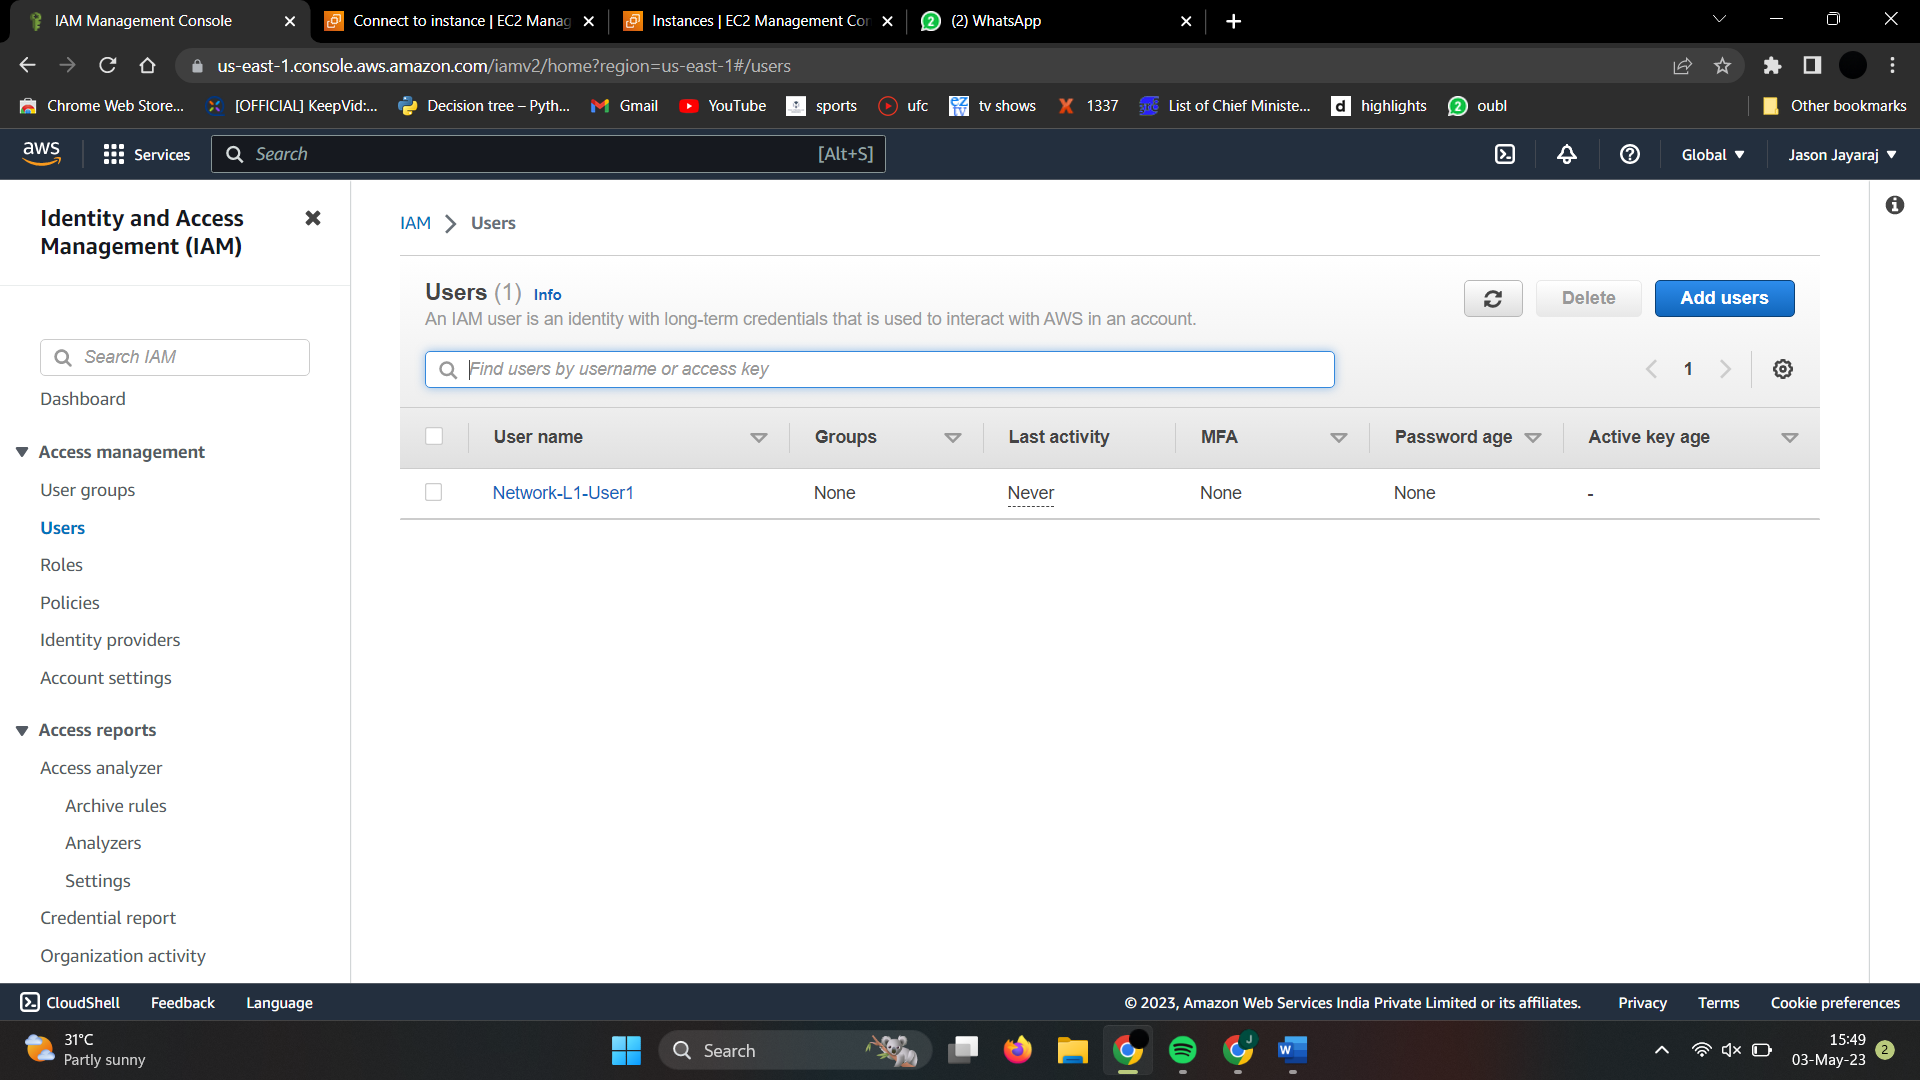 IAM Management Console
Connect to instance | EC2 Manag
Instances | EC2 Management Con
(2) WhatsApp
us-east-1.console.aws.amazon.com/iamv2/home?region=us-east-1#/users
Chrome Web Store...
[OFFICIAL] KeepVid:...
Decision tree – Pyth...
Gmail
YouTube
sports
ufc
tv shows
1337
List of Chief Ministe...
highlights
oubl
Other bookmarks
aws
Services
Search
[Alt+S]
Global
Jason Jayaraj
Identity and Access
Management (IAM)
Search IAM
Dashboard
Access management
User groups
Users
Roles
Policies
Identity providers
Account settings
Access reports
Access analyzer
Archive rules
Analyzers
Settings
Credential report
Organization activity
IAM > Users
Users (1) Info
An IAM user is an identity with long-term credentials that is used to interact with AWS in an account.
Delete
Add users
Find users by username or access key
1
User name Groups Last activity MFA Password age Active key age
Network-L1-User1 None Never None None -
CloudShell Feedback Language
© 2023, Amazon Web Services India Private Limited or its affiliates. Privacy Terms Cookie preferences
31°C
Partly sunny
Search
15:49
03-May-23
2